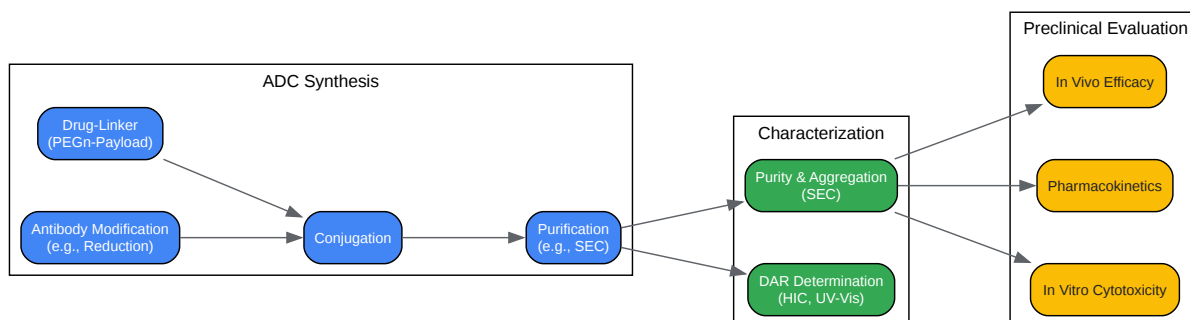 ADC Synthesis
Drug-Linker
(PEGn-Payload)
Antibody Modification
(e.g., Reduction)
Conjugation
Purification
(e.g., SEC)
Characterization
Purity & Aggregation
(SEC)
DAR Determination
(HIC, UV-Vis)
Preclinical Evaluation
In Vivo Efficacy
Pharmacokinetics
In Vitro Cytotoxicity